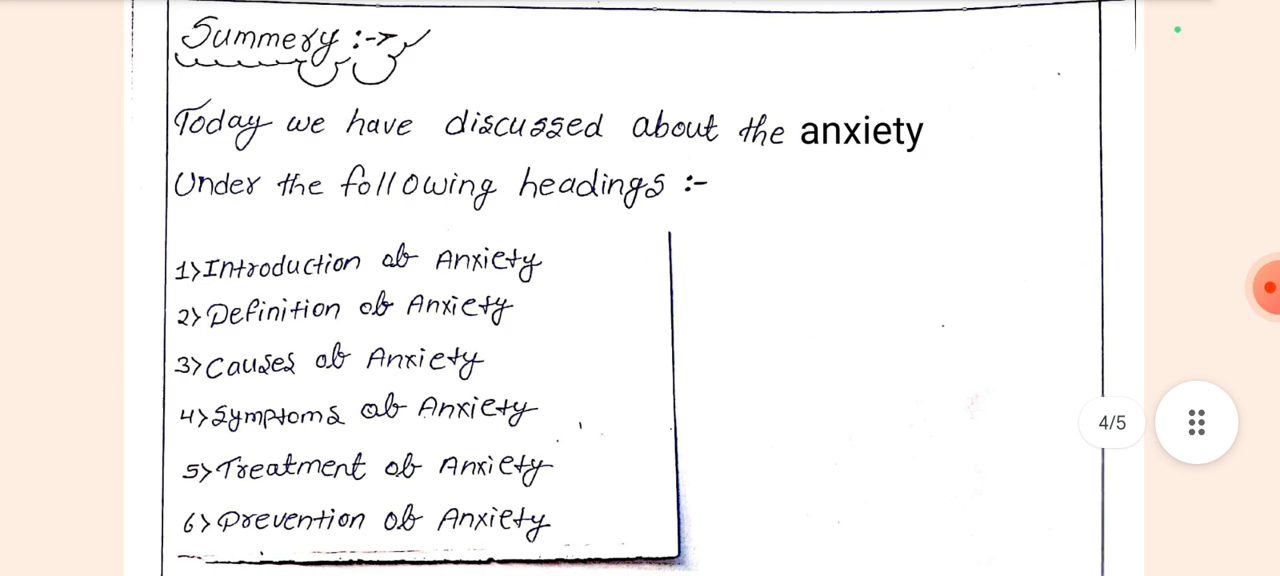 Summery :->
Today we have discussed about the anxiety
Under the following headings :-
1> Introduction ob Anxiety
2> Definition ob Anxiety
3> Causes ob Anxiety
4> Symptoms ob Anxiety
5> Treatment ob Anxiety
6> Prevention ob Anxiety
4/5